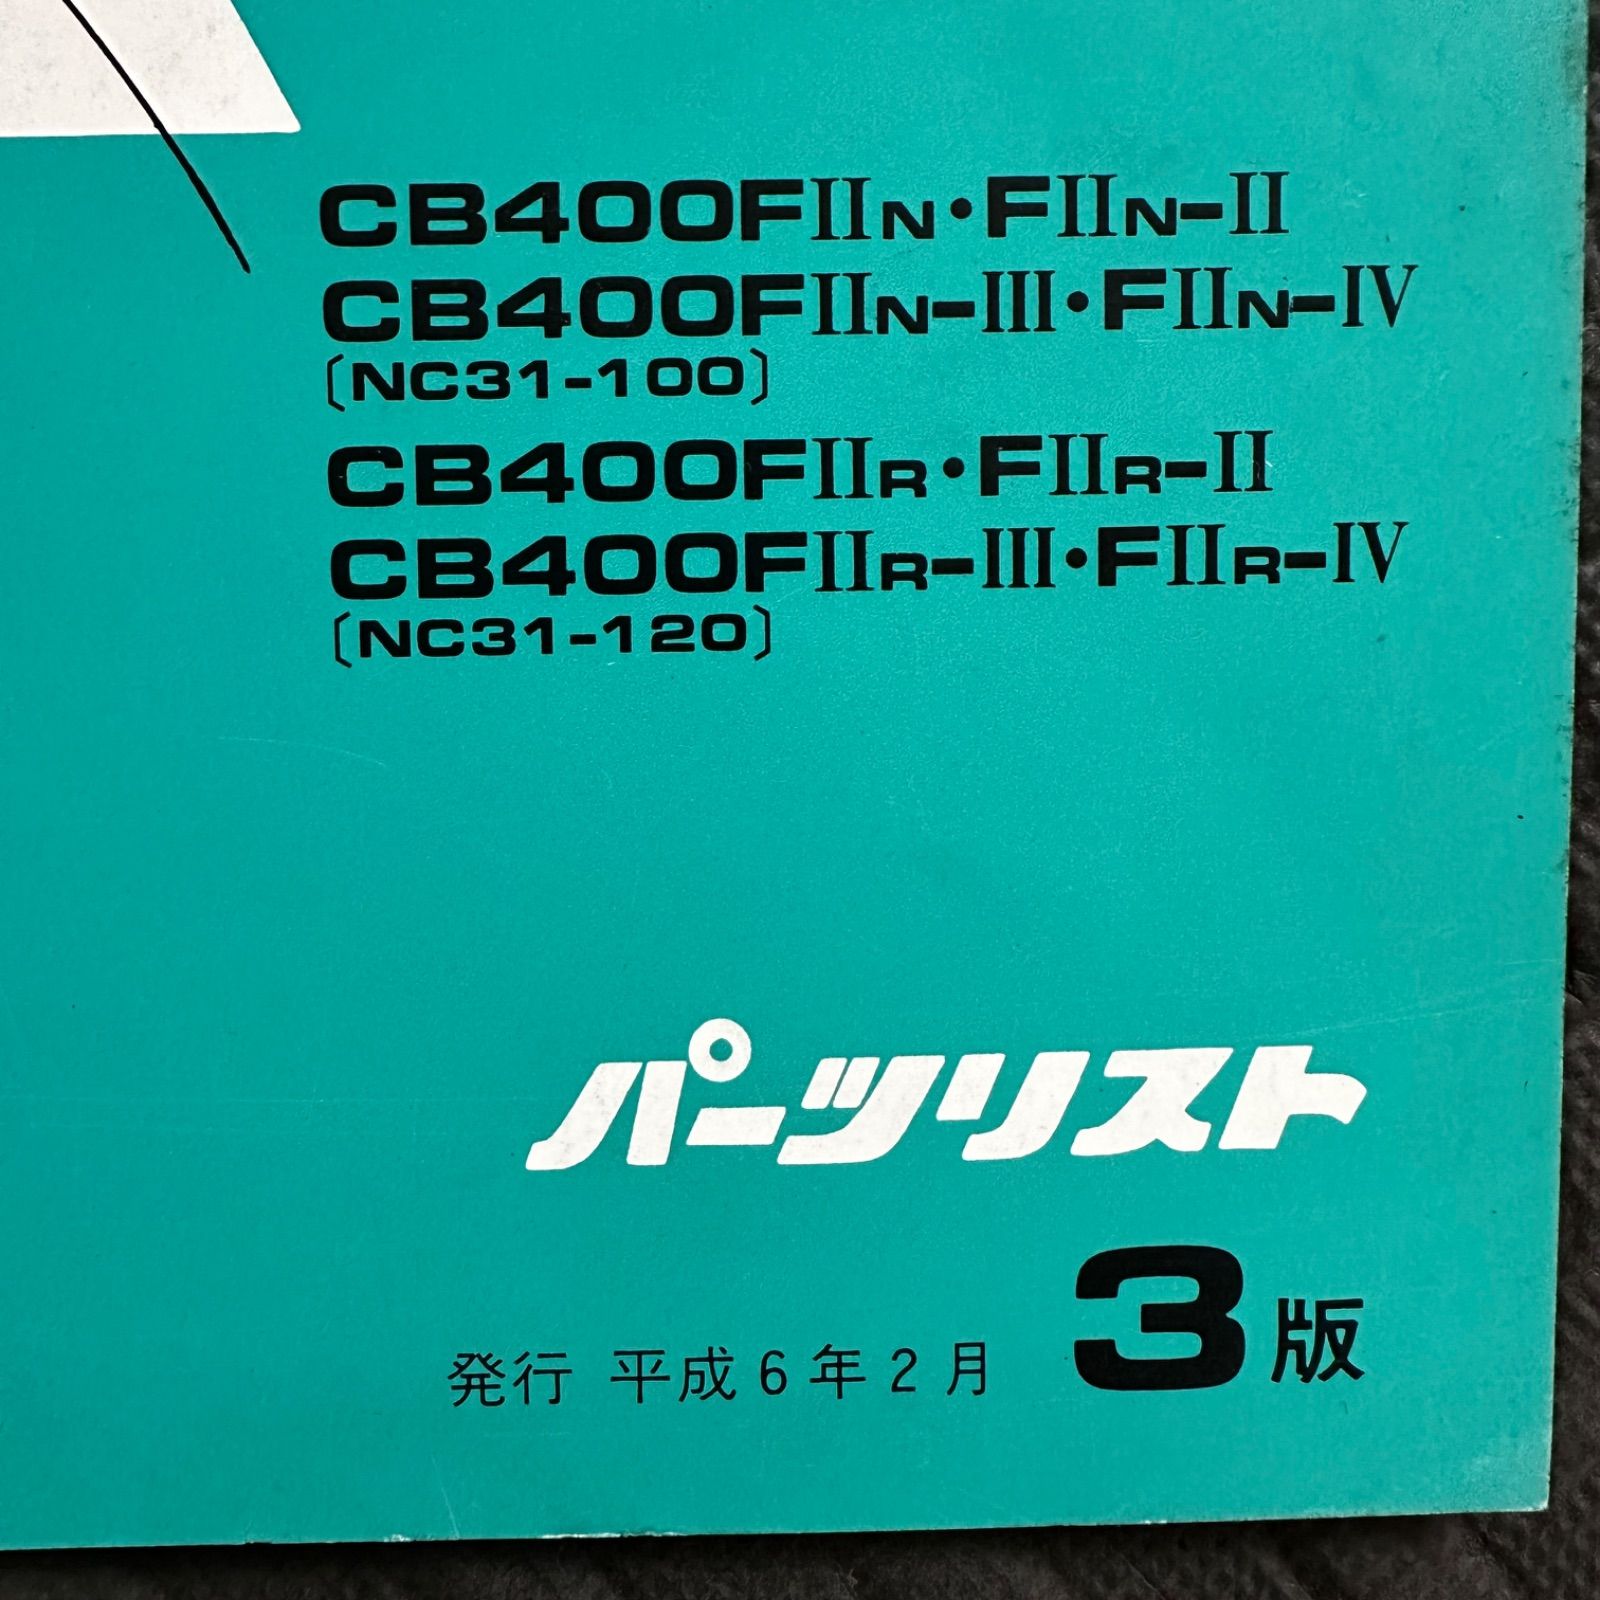 CB400FⅡN・FⅡN-Ⅱ
CB400FⅡN-Ⅲ・FⅡN-Ⅳ
〔NC31-100〕
CB400FⅡR・FⅡR-Ⅱ
CB400FⅡR-Ⅲ・FⅡR-Ⅳ
〔NC31-120〕
パーツリスト
発行 平成6年2月 3版